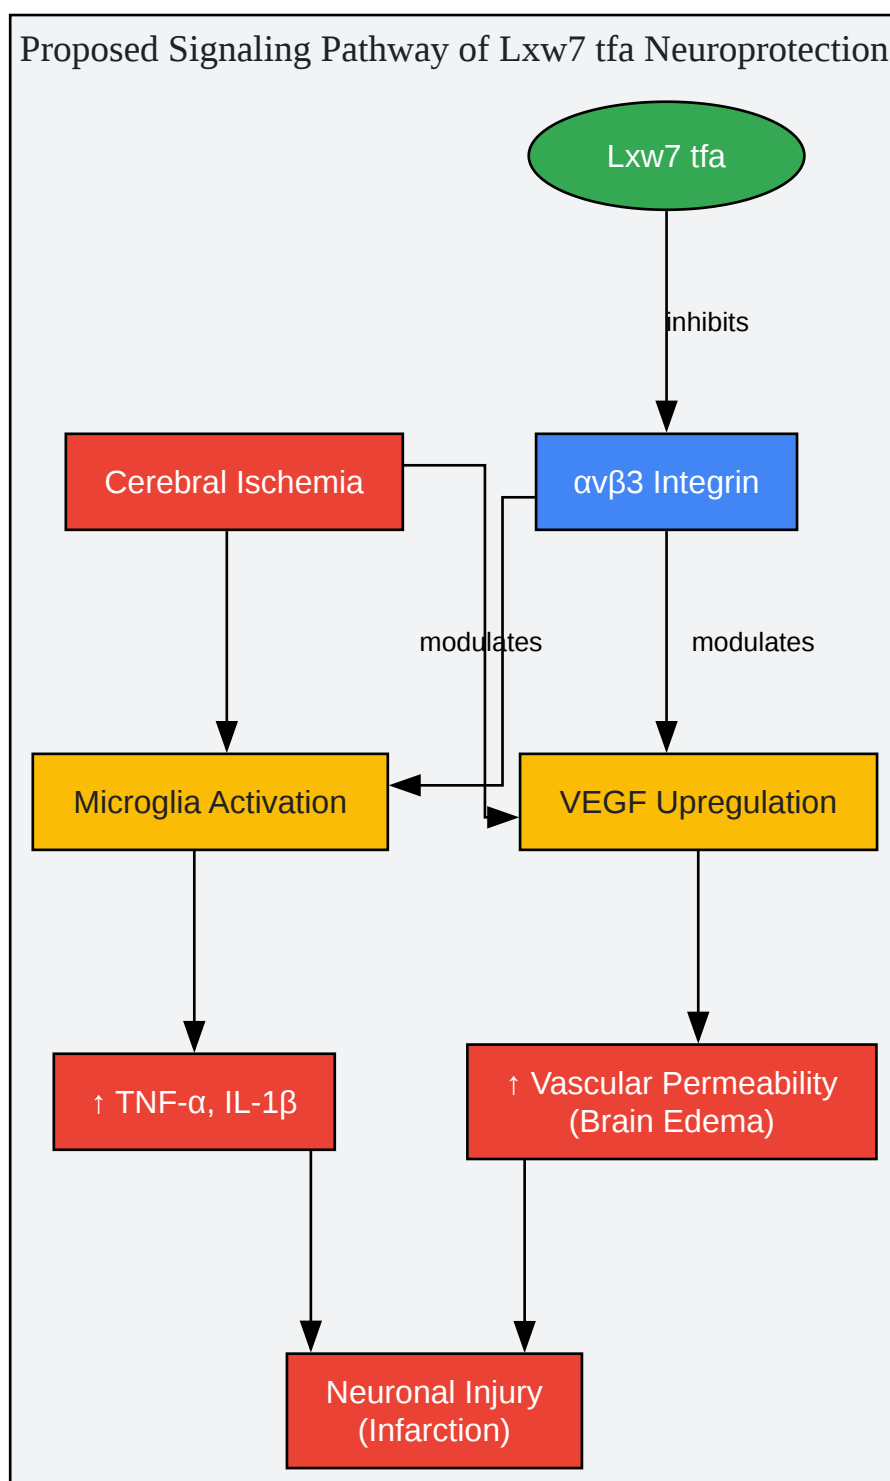 Proposed Signaling Pathway of Lxw7 tfa Neuroprotection
Lxw7 tfa
inhibits
Cerebral Ischemia
αvβ3 Integrin
modulates
modulates
Microglia Activation
VEGF Upregulation
↑ TNF-α, IL-1β
↑ Vascular Permeability
(Brain Edema)
Neuronal Injury
(Infarction)